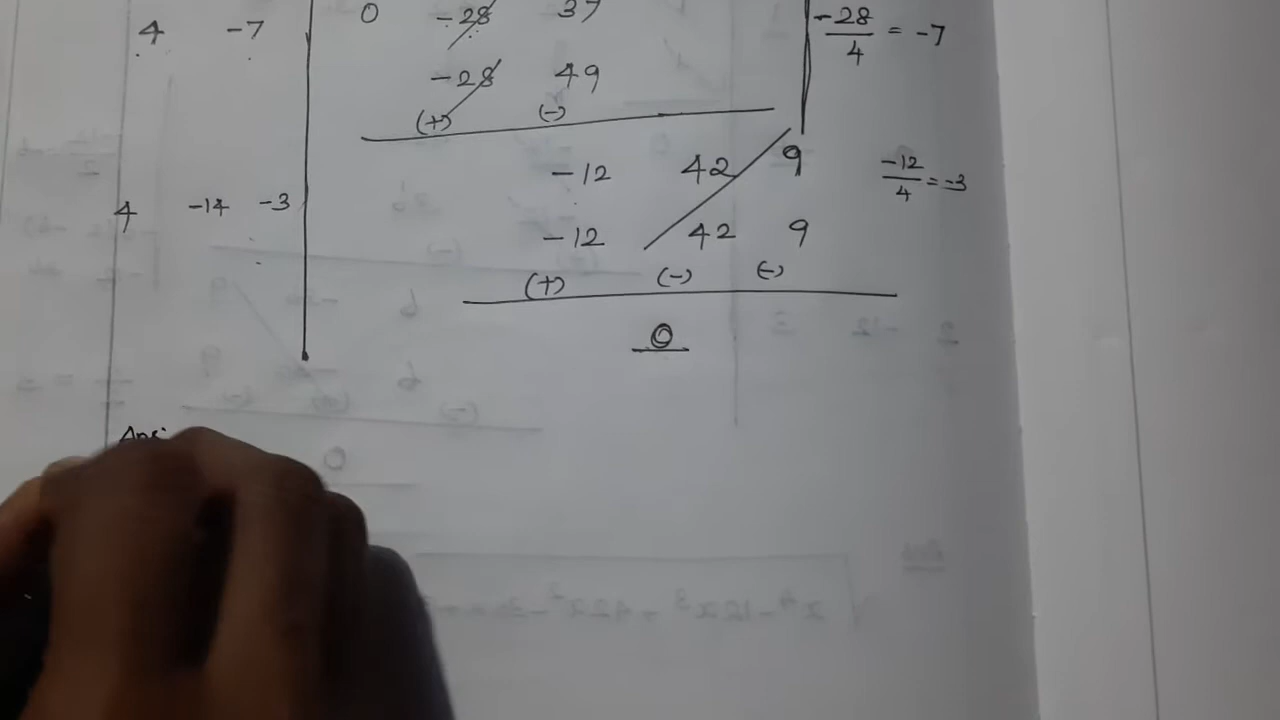 4 -7 0 -28 37 -28/4 = -7
-28 49
(+) (-)
-12 42 9 -12/4 = -3
4 -14 -3
-12 42 9
(+) (-) (-)
0
Ans: